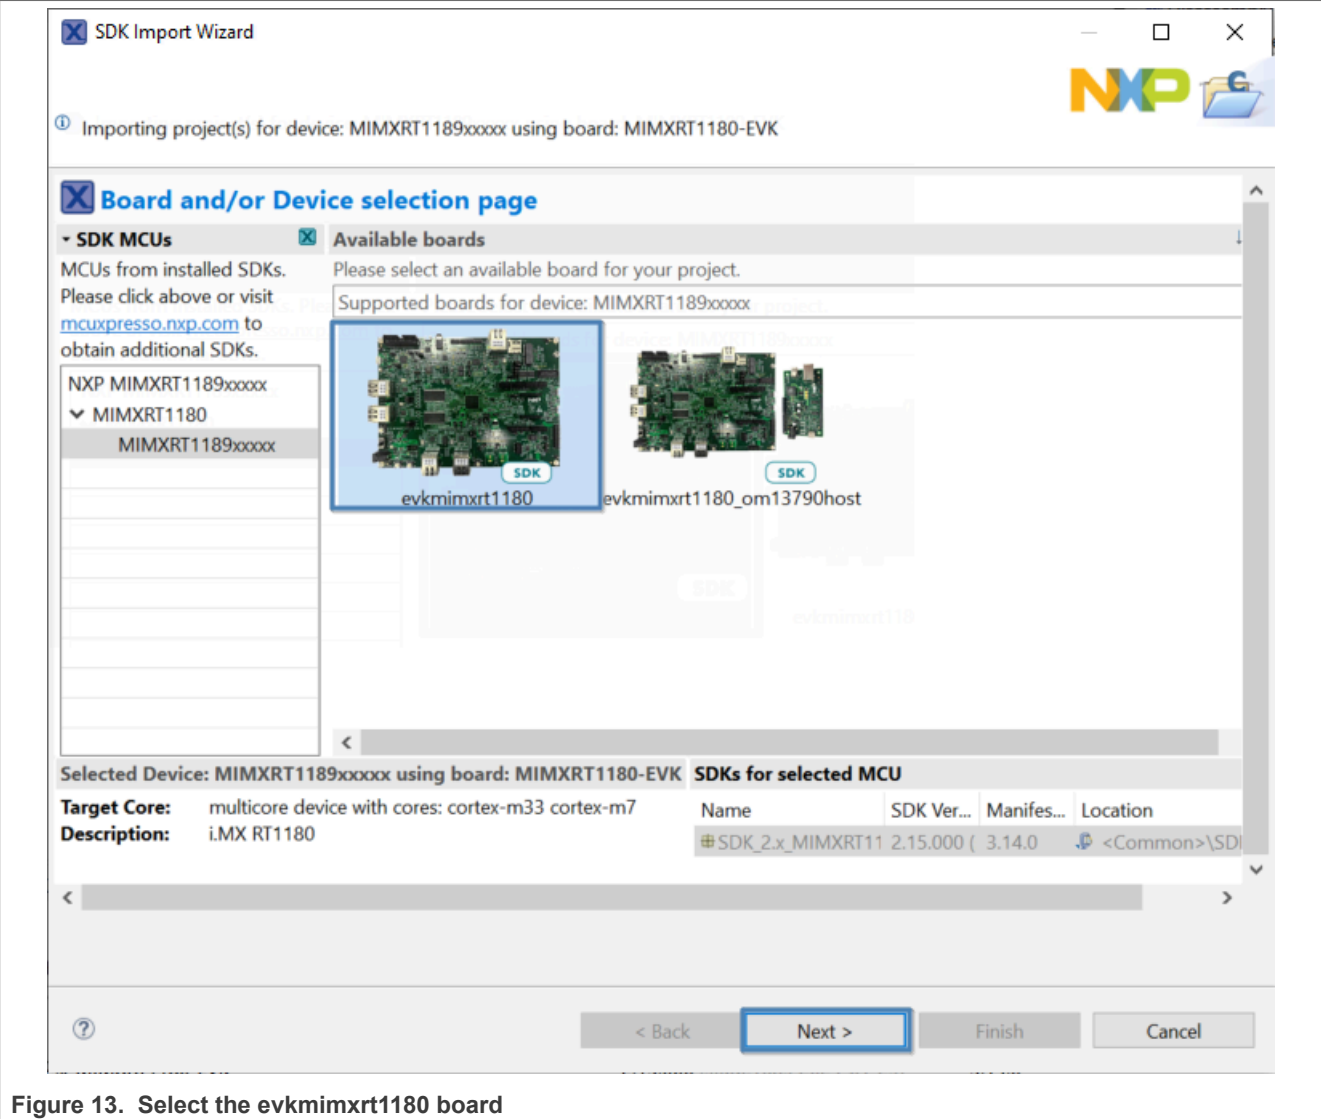 SDK Import Wizard
NXP
Importing project(s) for device: MIMXRT1189xxxxx using board: MIMXRT1180-EVK
Board and/or Device selection page
SDK MCUs
MCUs from installed SDKs.
Please click above or visit
mcuxpresso.nxp.com to
obtain additional SDKs.
NXP MIMXRT1189xxxxx
MIMXRT1180
MIMXRT1189xxxxx
Available boards
Please select an available board for your project.
Supported boards for device: MIMXRT1189xxxxx
SDK
evkmimxrt1180
SDK
evkmimxrt1180_om13790host
Selected Device: MIMXRT1189xxxxx using board: MIMXRT1180-EVK
Target Core: multicore device with cores: cortex-m33 cortex-m7
Description: i.MX RT1180
SDKs for selected MCU
Name SDK Ver... Manifes... Location
SDK_2.x_MIMXRT11 2.15.000 ( 3.14.0 <Common>\SD
< Back Next > Finish Cancel
Figure 13. Select the evkmimxrt1180 board